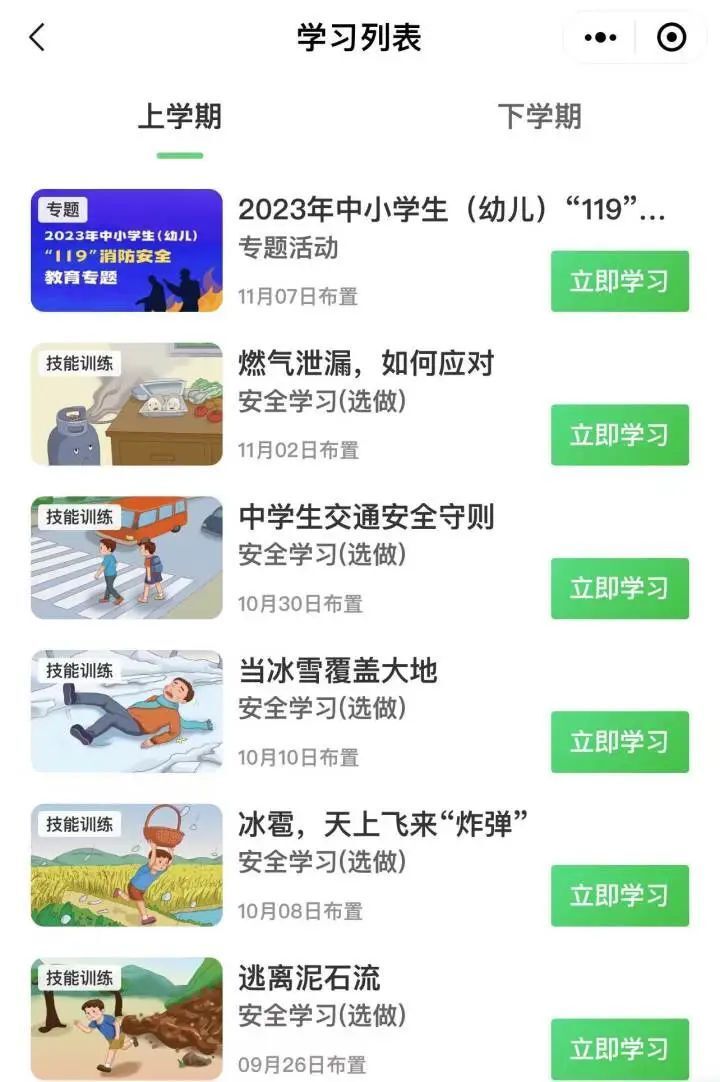 学习列表
上学期
下学期
专题
2023年中小学生(幼儿)
“119”消防安全
教育专题
2023年中小学生（幼儿）“119”...
专题活动
11月07日布置
立即学习
技能训练
燃气泄漏，如何应对
安全学习(选做)
11月02日布置
立即学习
技能训练
中学生交通安全守则
安全学习(选做)
10月30日布置
立即学习
技能训练
当冰雪覆盖大地
安全学习(选做)
10月10日布置
立即学习
技能训练
冰雹，天上飞来“炸弹”
安全学习(选做)
10月08日布置
立即学习
技能训练
逃离泥石流
安全学习(选做)
09月26日布置
立即学习